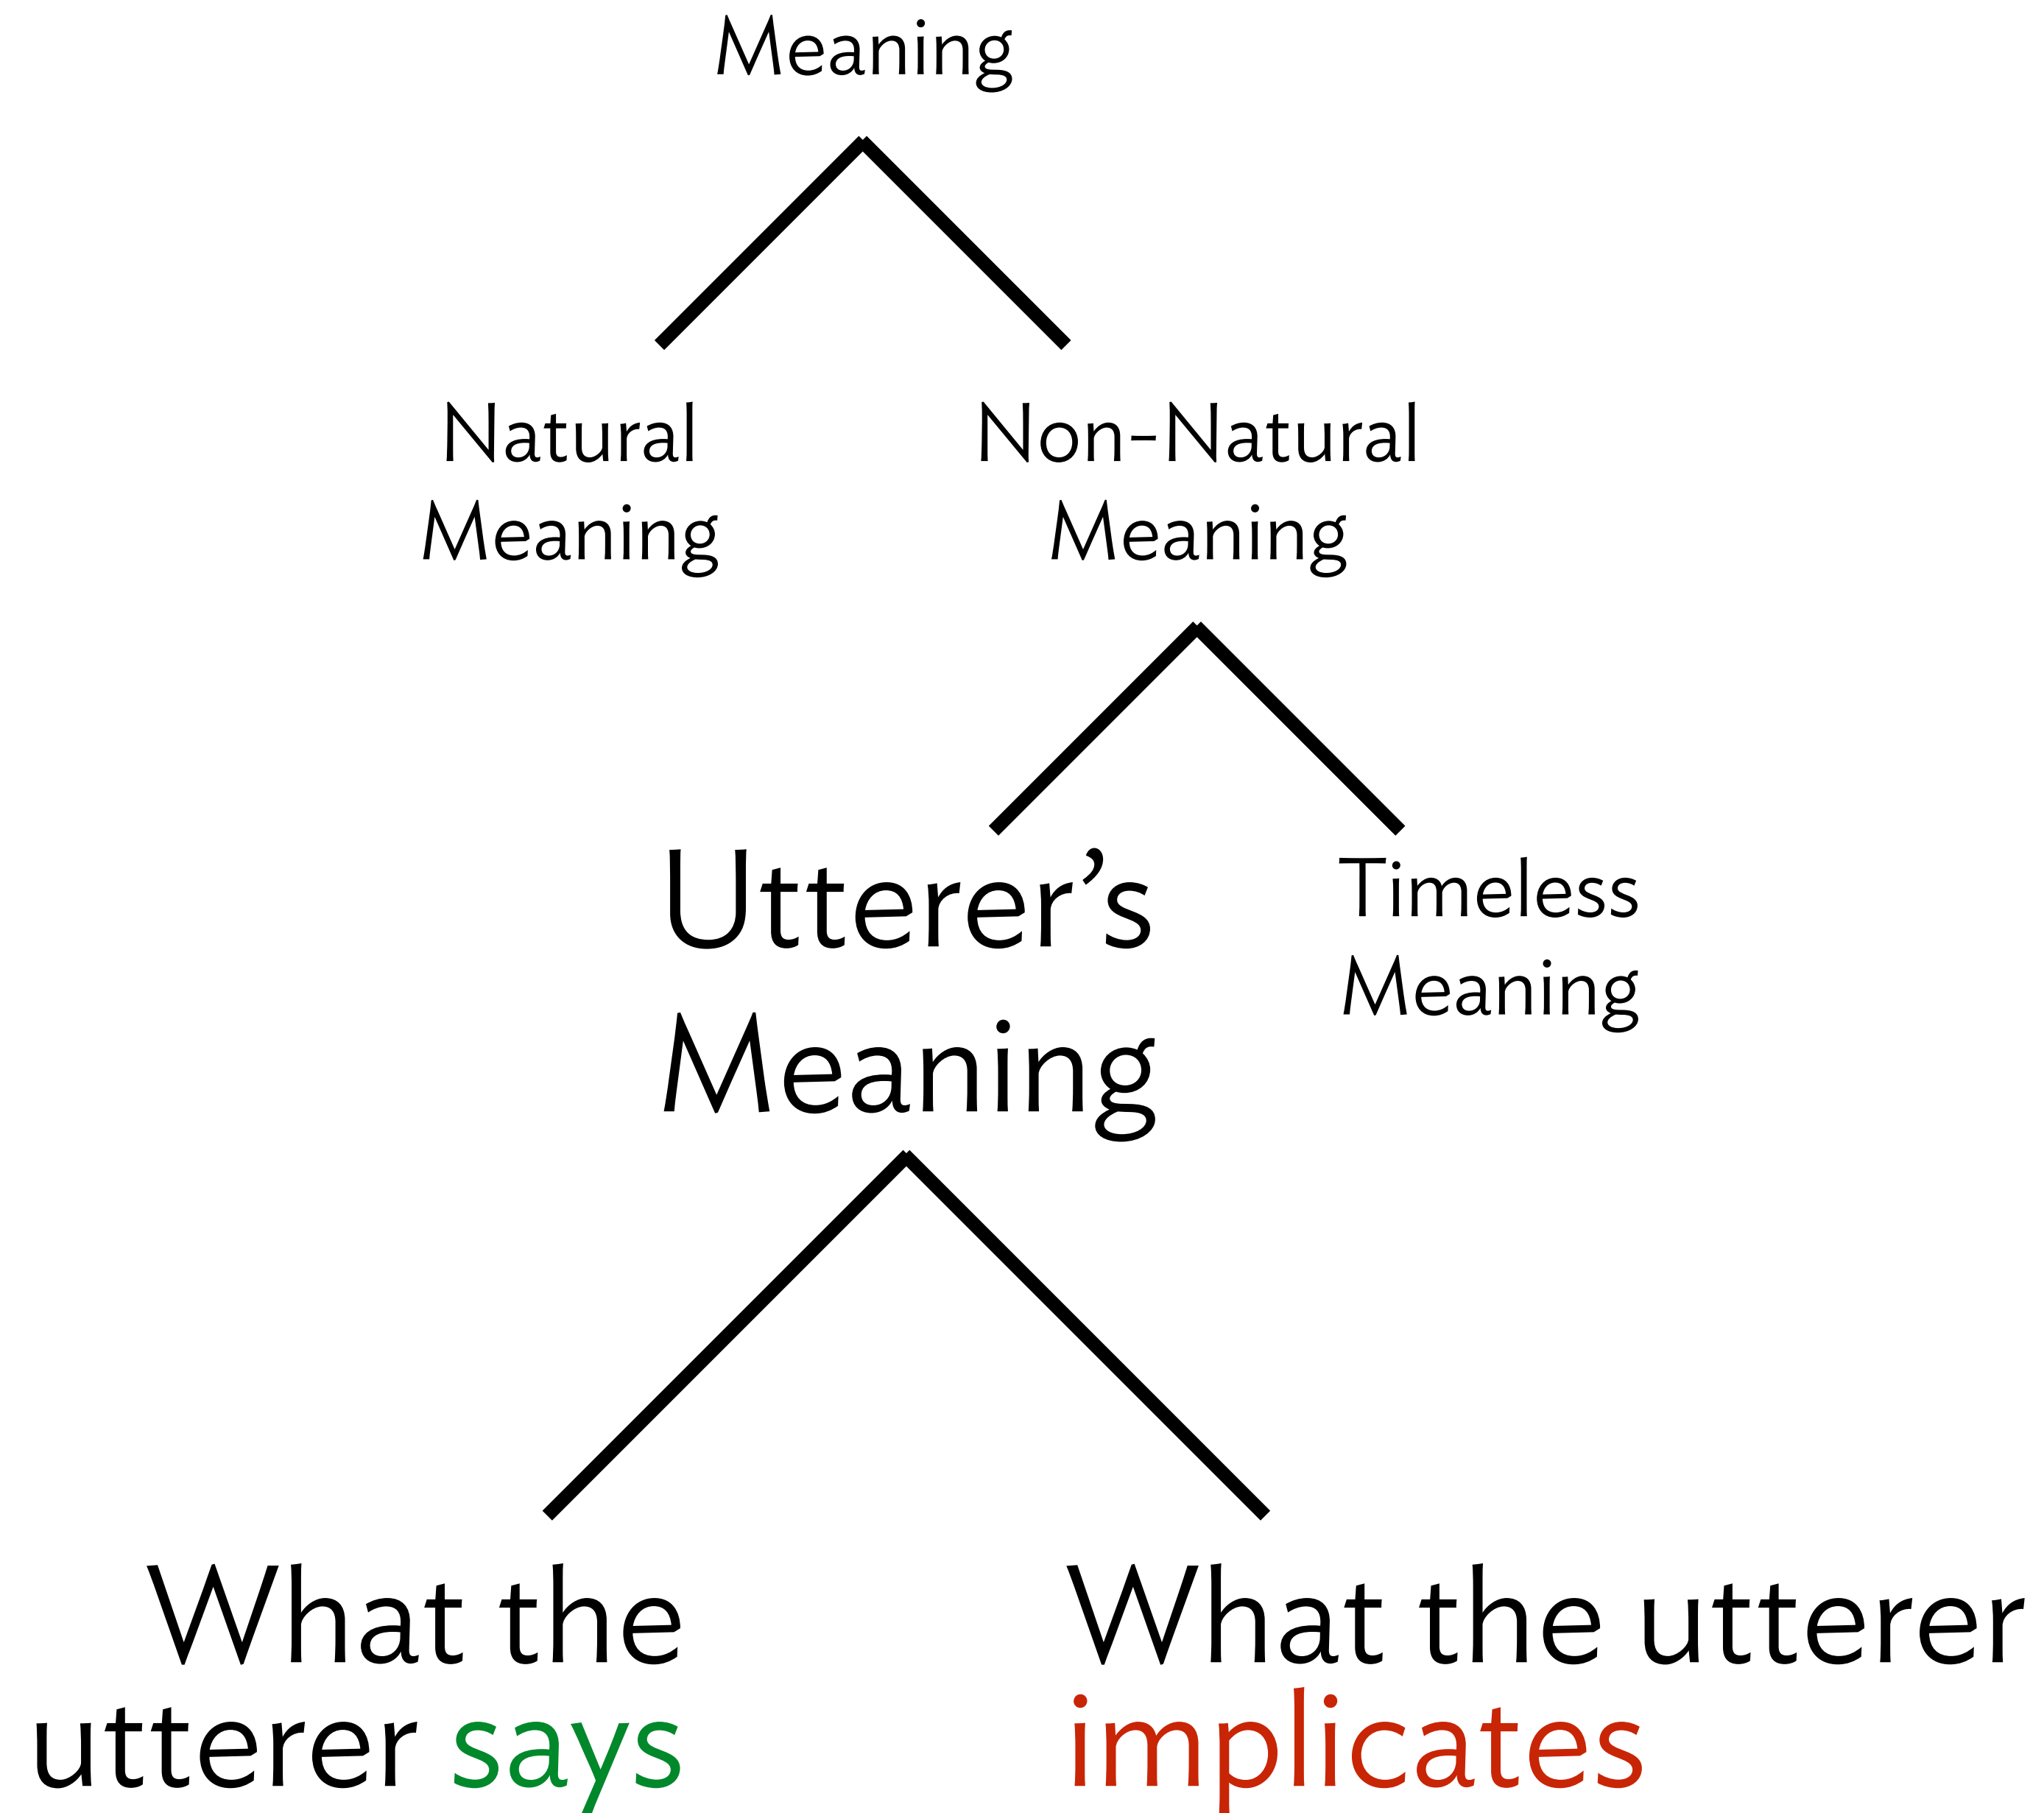 Meaning
Natural
Meaning
Non-Natural
Meaning
Utterer’s
Meaning
Timeless
Meaning
What the
utterer says
What the utterer
implicates